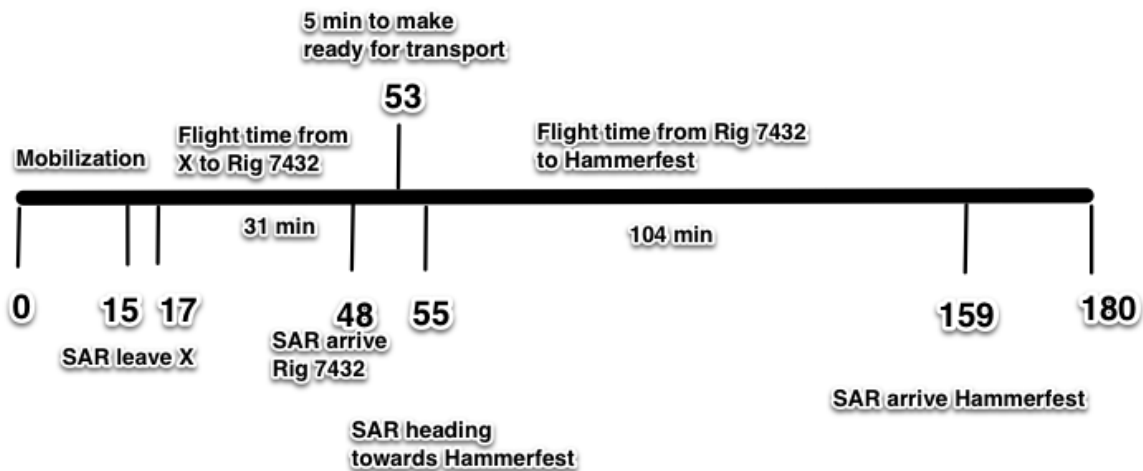 5 min to make
ready for transport
53
Flight time from
X to Rig 7432
Flight time from Rig 7432
to Hammerfest
Mobilization
31 min
104 min
0
15
17
48
55
159
180
SAR leave X
SAR arrive
Rig 7432
SAR arrive Hammerfest
SAR heading
towards Hammerfest